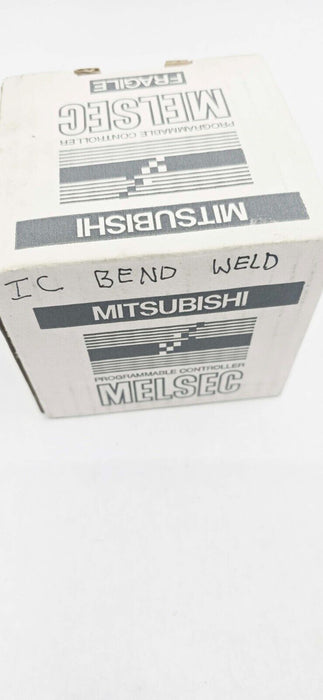 FRAGILE
MELSEC
PROGRAMMABLE CONTROLLER
MITSUBISHI
IC BEND WELD
MITSUBISHI
PROGRAMMABLE CONTROLLER
MELSEC